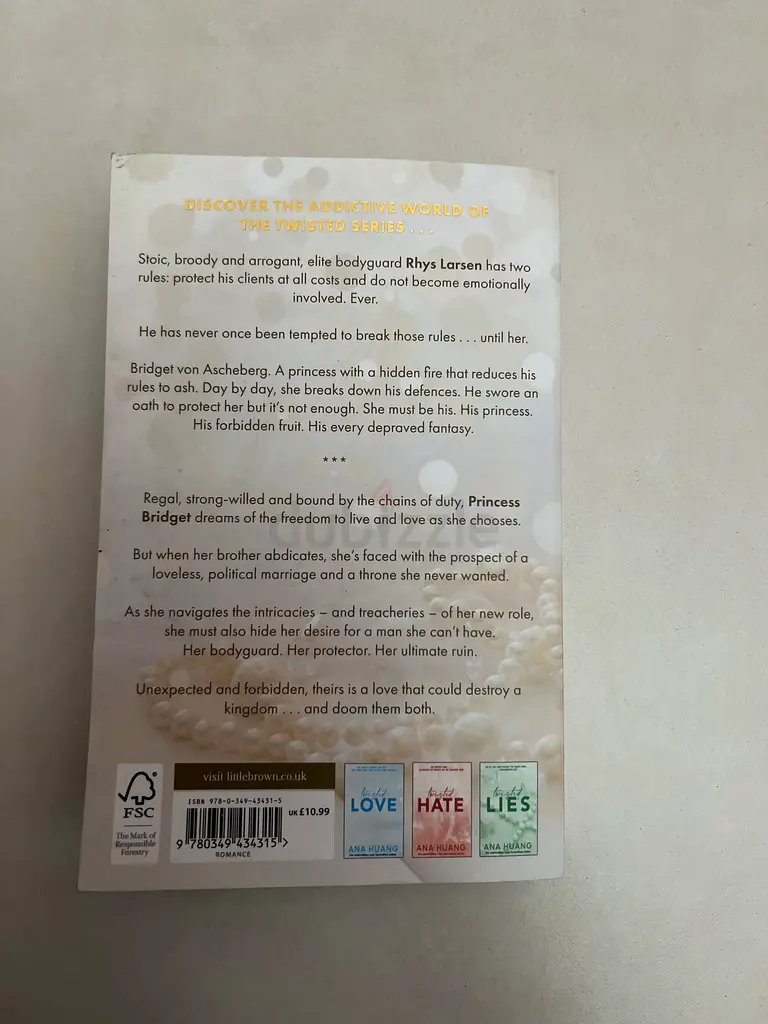 DISCOVER THE ADDICTIVE WORLD OF
THE TWISTED SERIES . . .
Stoic, broody and arrogant, elite bodyguard Rhys Larsen has two
rules: protect his clients at all costs and do not become emotionally
involved. Ever.
He has never once been tempted to break those rules . . . until her.
Bridget von Ascheberg. A princess with a hidden fire that reduces his
rules to ash. Day by day, she breaks down his defences. He swore an
oath to protect her but it's not enough. She must be his. His princess.
His forbidden fruit. His every depraved fantasy.
***
Regal, strong-willed and bound by the chains of duty, Princess
Bridget dreams of the freedom to live and love as she chooses.
dubizzle
But when her brother abdicates, she's faced with the prospect of a
loveless, political marriage and a throne she never wanted.
As she navigates the intricacies – and treacheries – of her new role,
she must also hide her desire for a man she can't have.
Her bodyguard. Her protector. Her ultimate ruin.
Unexpected and forbidden, theirs is a love that could destroy a
kingdom . . . and doom them both.
FSC
The Mark of
Responsible
Forestry
visit littlebrown.co.uk
ISBN 978-0-349-43431-5
UK £10.99
9 780349 434315 >
ROMANCE
twisted
LOVE
ANA HUANG
twisted
HATE
ANA HUANG
twisted
LIES
ANA HUANG